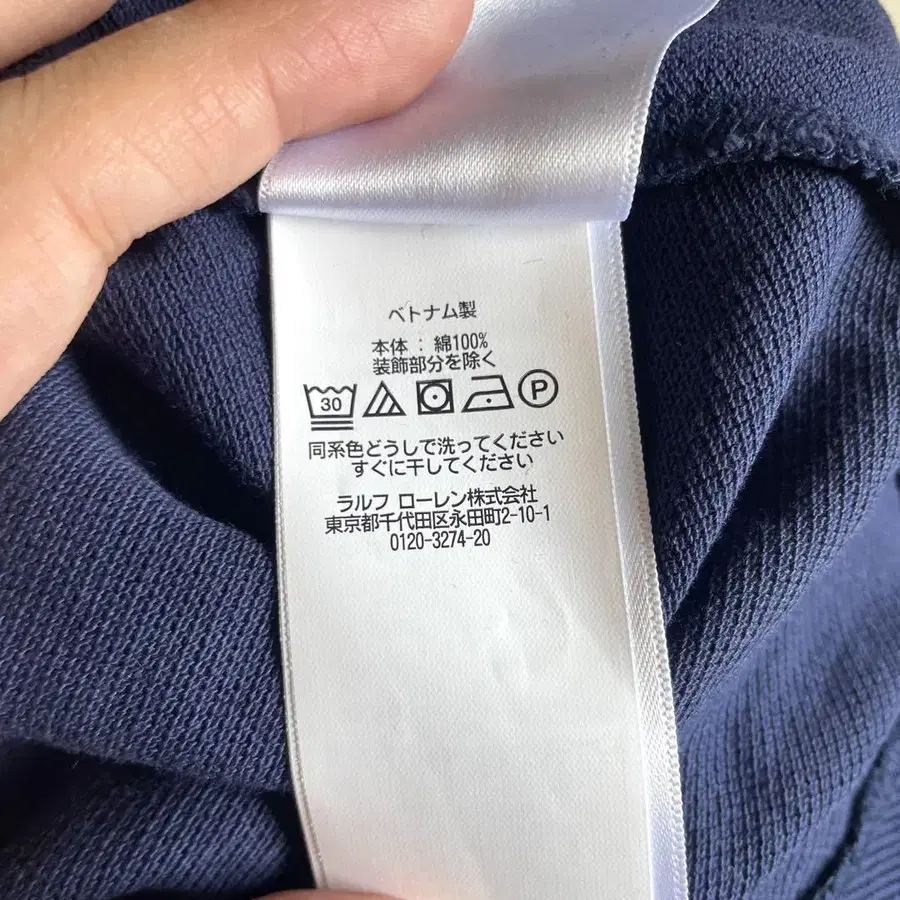 ベトナム製
本体 : 綿100%
装飾部分を除く
30 P
同系色どうしで洗ってください
すぐに干してください
ラルフ ローレン株式会社
東京都千代田区永田町2-10-1
0120-3274-20